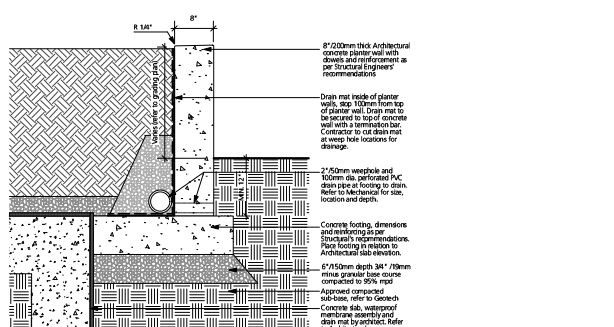 8"
R 1/4"
8"/200mm thick Architectural
concrete planter wall with
dowels and reinforcement as
per Structural Engineers'
recommendations
Varies (refer to grading plan)
Drain mat inside of planter
walls, stop 100mm from top
of planter wall. Drain mat to
be secured to top of concrete
wall with a termination bar.
Contractor to cut drain mat
at weep hole locations for
drainage.
2"/50mm weephole and
100mm dia. perforated PVC
drain pipe at footing to drain.
Refer to Mechanical for size,
location and depth.
MIN. 12"
Concrete footing, dimensions
and reinforcing as per
Structural's recommendations.
Place footing in relation to
Architectural slab elevation.
6"/150mm depth 3/4" /19mm
minus granular base course
compacted to 95% mpd
Approved compacted
sub-base, refer to Geotech
Concrete slab, waterproof
membrane assembly and
drain mat by architect. Refer